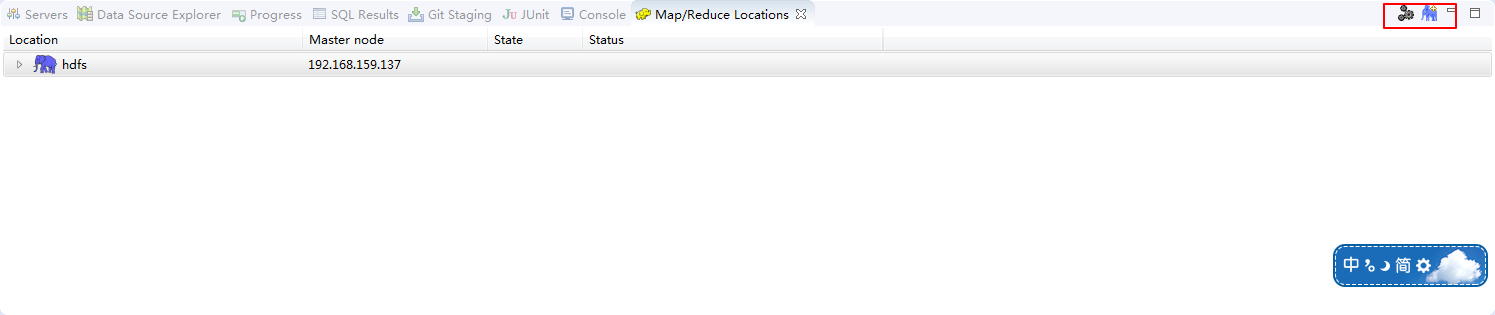 Servers Data Source Explorer Progress SQL Results Git Staging JU JUnit Console Map/Reduce Locations
Location Master node State Status
hdfs 192.168.159.137
中 简